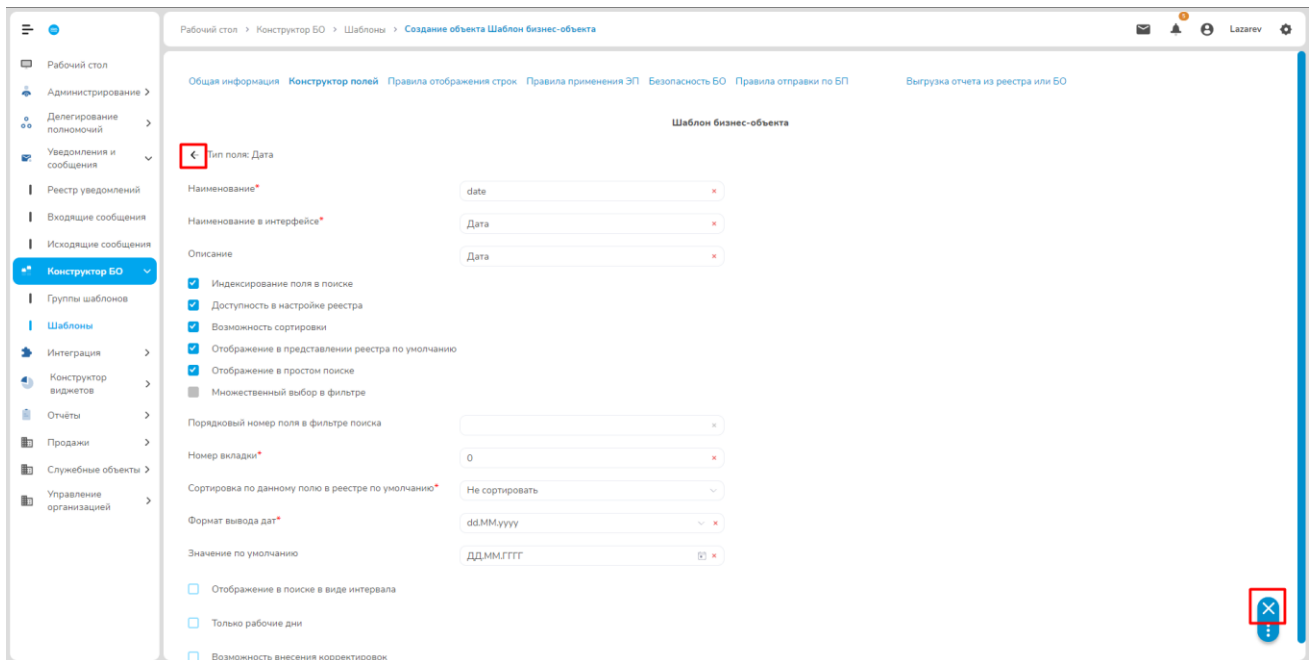 Рабочий стол > Конструктор БО > Шаблоны > Создание объекта Шаблон бизнес-объекта
5
Lazarev
Рабочий стол
Администрирование
Делегирование
полномочий
Уведомления и
сообщения
Реестр уведомлений
Входящие сообщения
Исходящие сообщения
Конструктор БО
Группы шаблонов
Шаблоны
Интеграция
Конструктор
виджетов
Отчёты
Продажи
Служебные объекты
Управление
организацией
Общая информация Конструктор полей Правила отображения строк Правила применения ЭП Безопасность БО Правила отправки по БП Выгрузка отчета из реестра или БО
Шаблон бизнес-объекта
Тип поля: Дата
Наименование* date
Наименование в интерфейсе* Дата
Описание Дата
Индексирование поля в поиске
Доступность в настройке реестра
Возможность сортировки
Отображение в представлении реестра по умолчанию
Отображение в простом поиске
Множественный выбор в фильтре
Порядковый номер поля в фильтре поиска
Номер вкладки* 0
Сортировка по данному полю в реестре по умолчанию* Не сортировать
Формат вывода дат* dd.MM.yyyy
Значение по умолчанию ДД.ММ.ГГГГ
Отображение в поиске в виде интервала
Только рабочие дни
Возможность внесения корректировок